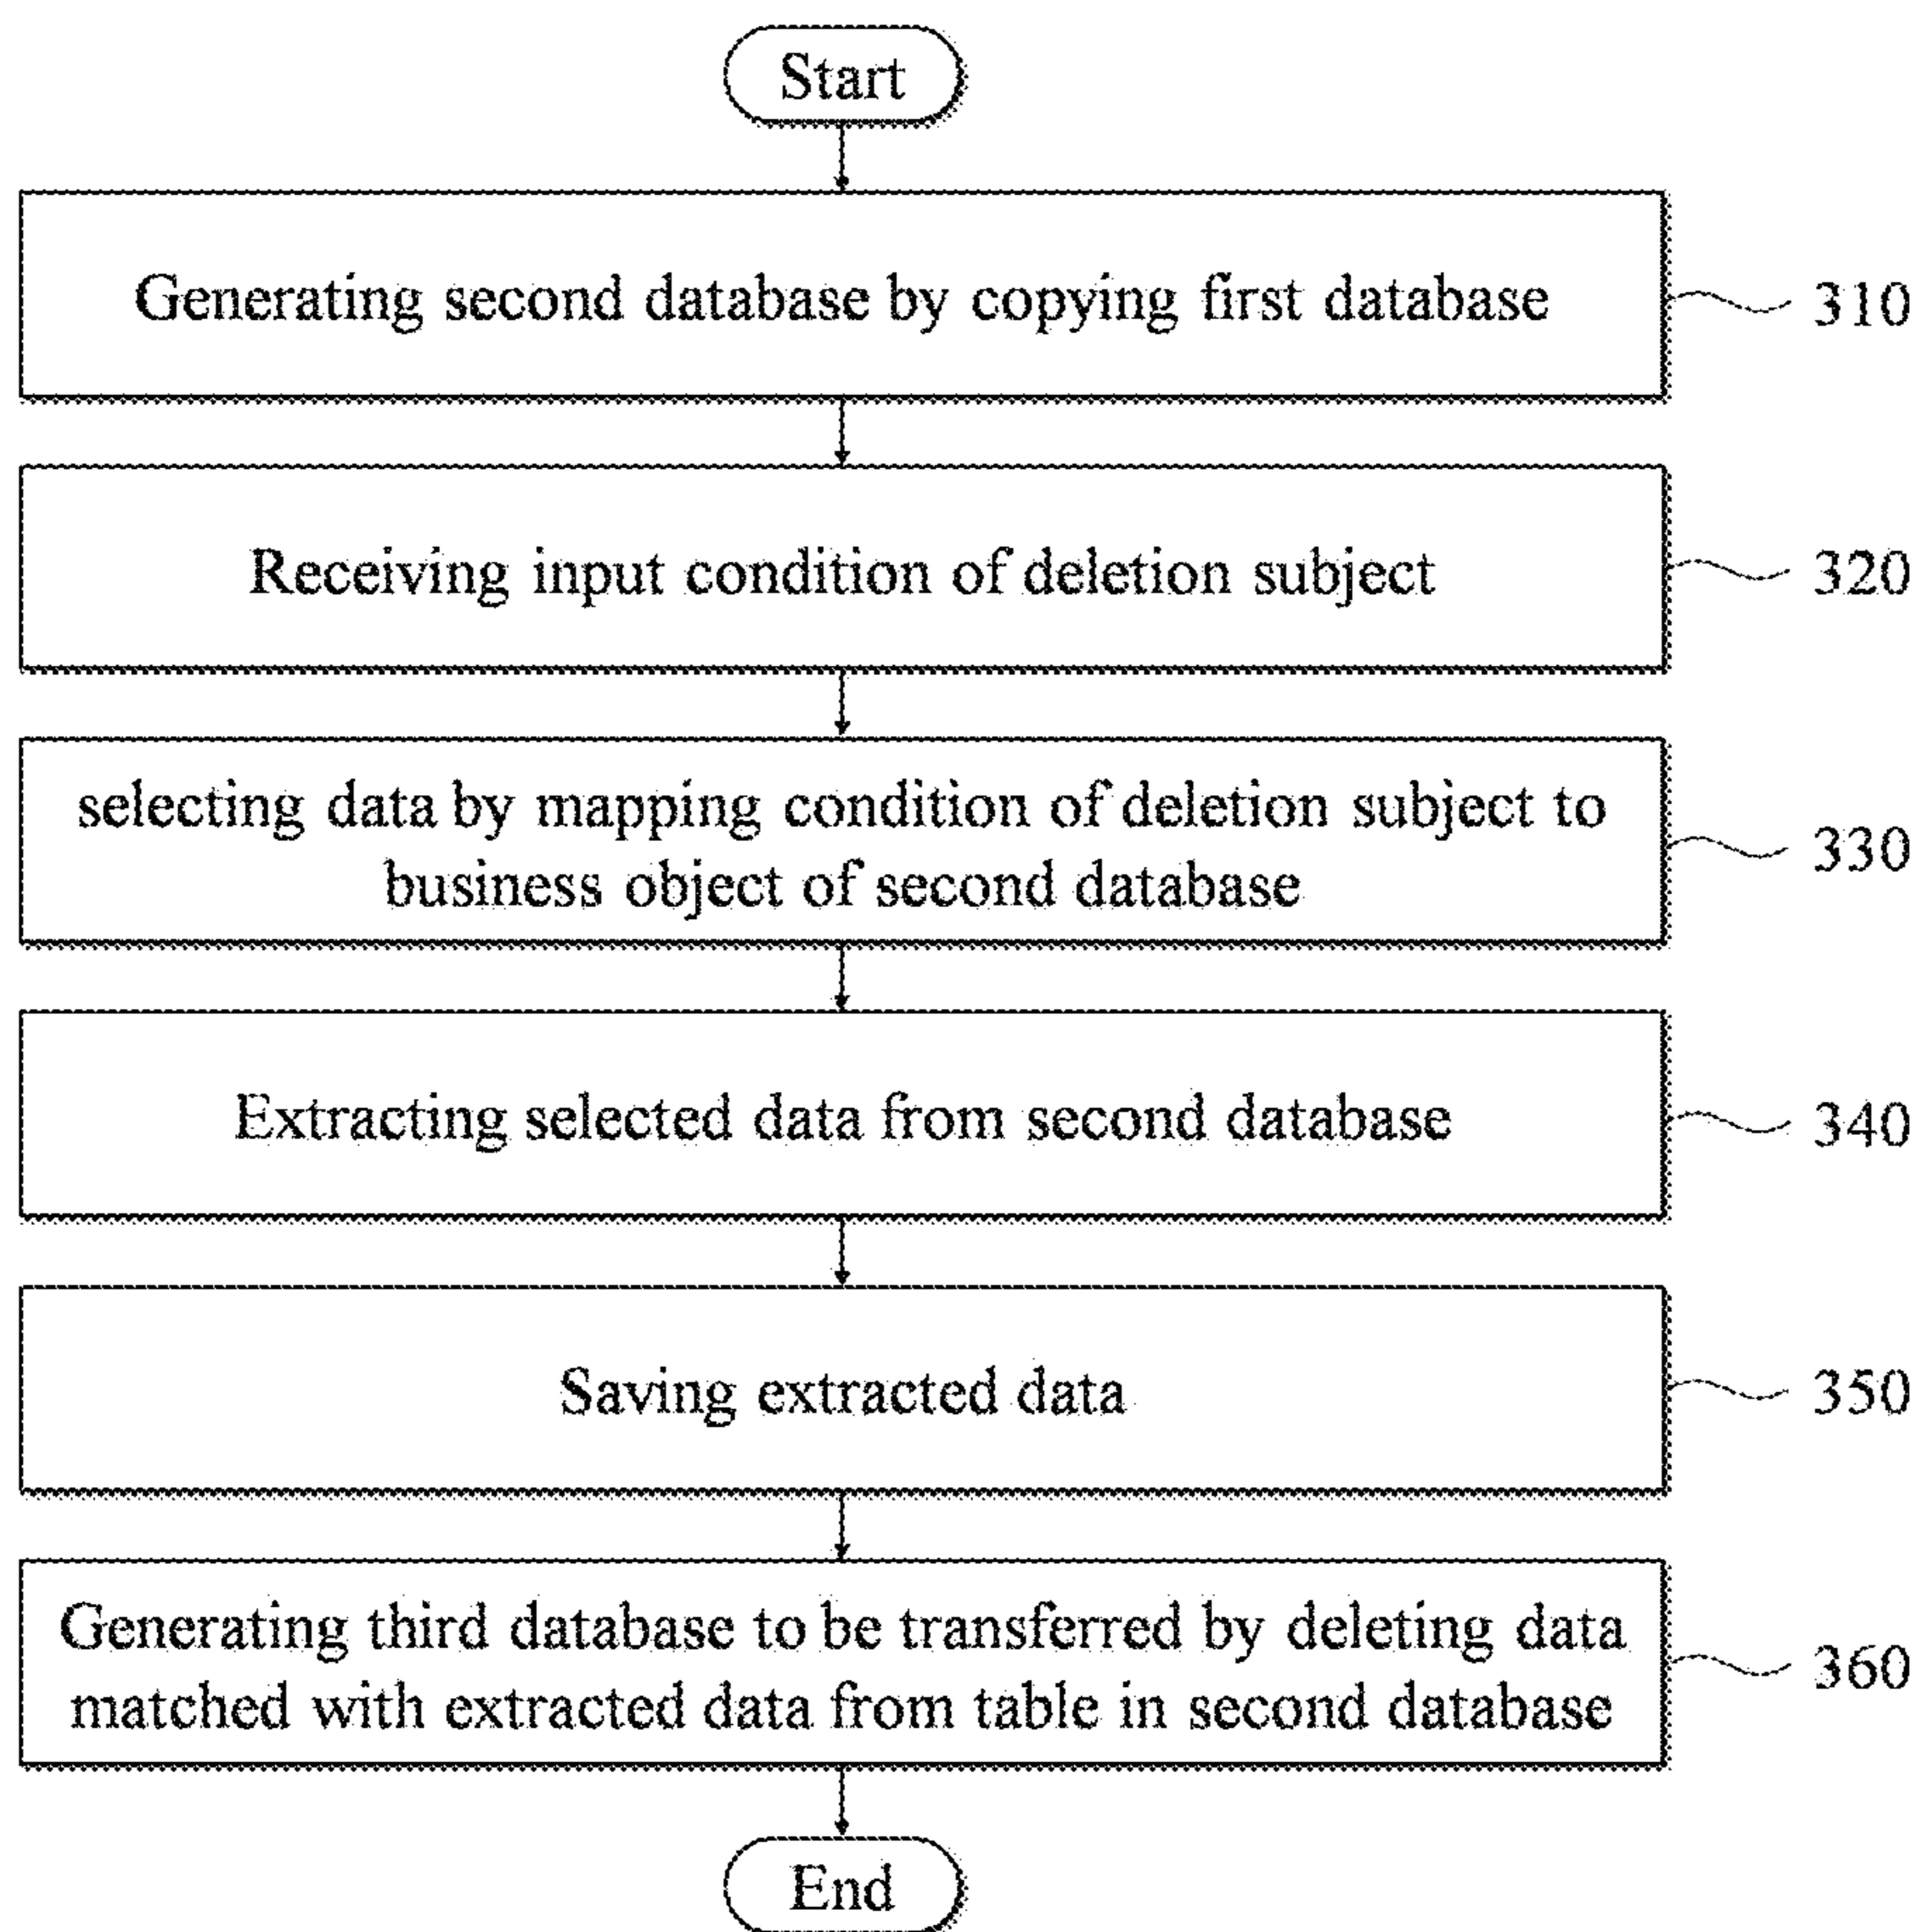 Start
Generating second database by copying first database
310
Receiving input condition of deletion subject
320
selecting data by mapping condition of deletion subject to
business object of second database
330
Extracting selected data from second database
340
Saving extracted data
350
Generating third database to be transferred by deleting data
matched with extracted data from table in second database
360
End